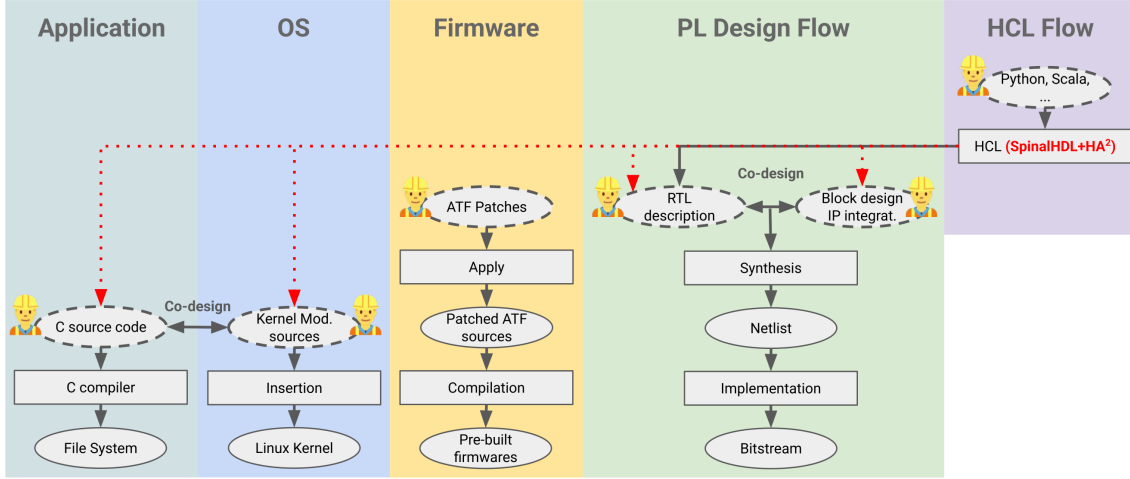 Application
OS
Firmware
PL Design Flow
HCL Flow
Python, Scala,
...
HCL (SpinalHDL+HA²)
Co-design
ATF Patches
RTL
description
Block design
IP integrat.
Apply
Synthesis
Co-design
C source code
Kernel Mod.
sources
Patched ATF
sources
Netlist
C compiler
Insertion
Compilation
Implementation
File System
Linux Kernel
Pre-built
firmwares
Bitstream